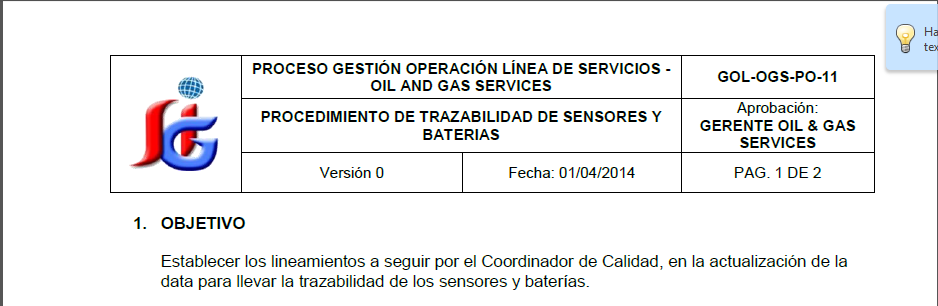 PROCESO GESTIÓN OPERACIÓN LÍNEA DE SERVICIOS -
OIL AND GAS SERVICES
GOL-OGS-PO-11
PROCEDIMIENTO DE TRAZABILIDAD DE SENSORES Y
BATERIAS
Aprobación:
GERENTE OIL & GAS
SERVICES
Versión 0
Fecha: 01/04/2014
PAG. 1 DE 2
1. OBJETIVO
Establecer los lineamientos a seguir por el Coordinador de Calidad, en la actualización de la
data para llevar la trazabilidad de los sensores y baterías.